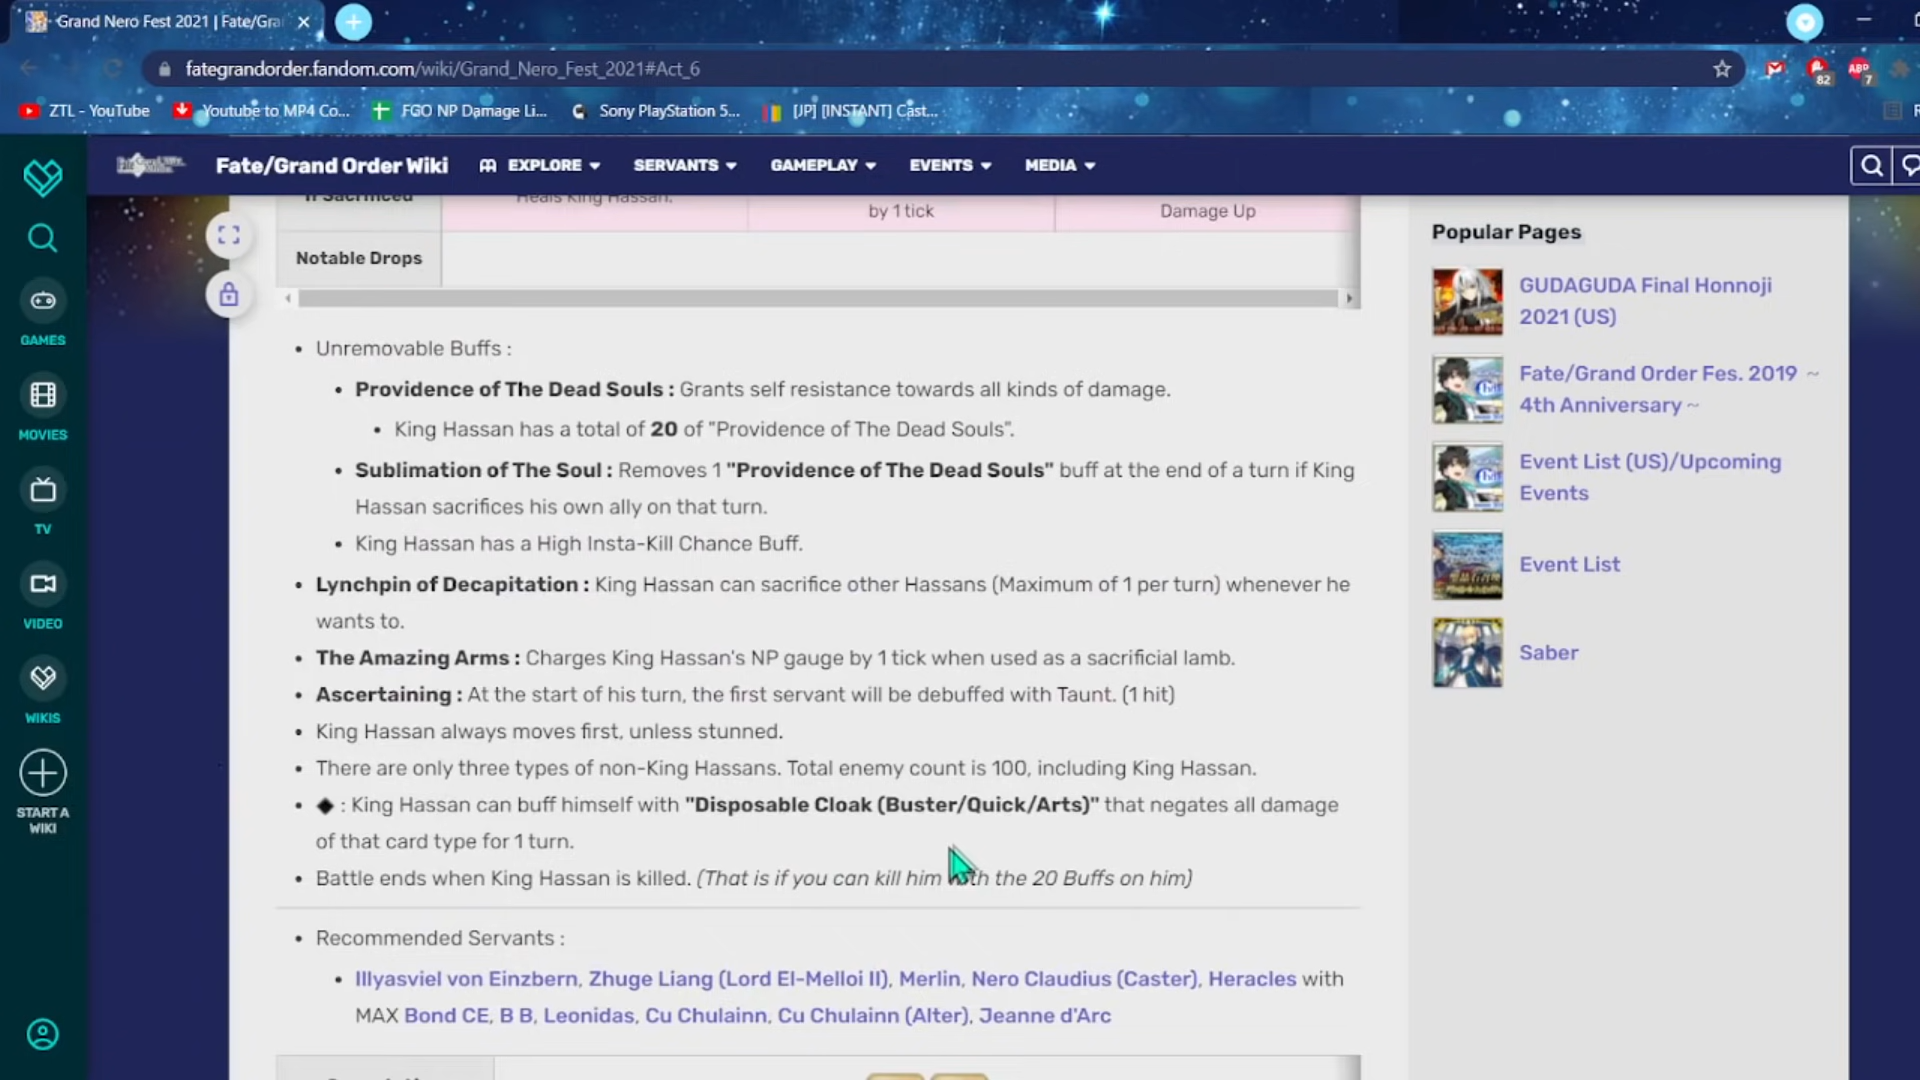 Grand Nero Fest 2021 | Fate/Gra
fategrandorder.fandom.com/wiki/Grand_Nero_Fest_2021#Act_6
82
ABP
7
ZTL - YouTube
Youtube to MP4 Co...
FGO NP Damage Li...
Sony PlayStation 5...
[JP] [INSTANT] Cast...
Fate/Grand Order Wiki
EXPLORE
SERVANTS
GAMEPLAY
EVENTS
MEDIA
GAMES
MOVIES
TV
VIDEO
WIKIS
START A
WIKI
If Sacrificed
Heals King Hassan.
by 1 tick
Damage Up
Notable Drops
• Unremovable Buffs :
• Providence of The Dead Souls : Grants self resistance towards all kinds of damage.
• King Hassan has a total of 20 of "Providence of The Dead Souls".
• Sublimation of The Soul : Removes 1 "Providence of The Dead Souls" buff at the end of a turn if King
Hassan sacrifices his own ally on that turn.
• King Hassan has a High Insta-Kill Chance Buff.
• Lynchpin of Decapitation : King Hassan can sacrifice other Hassans (Maximum of 1 per turn) whenever he
wants to.
• The Amazing Arms : Charges King Hassan's NP gauge by 1 tick when used as a sacrificial lamb.
• Ascertaining : At the start of his turn, the first servant will be debuffed with Taunt. (1 hit)
• King Hassan always moves first, unless stunned.
• There are only three types of non-King Hassans. Total enemy count is 100, including King Hassan.
• ◆ : King Hassan can buff himself with "Disposable Cloak (Buster/Quick/Arts)" that negates all damage
of that card type for 1 turn.
• Battle ends when King Hassan is killed. (That is if you can kill him with the 20 Buffs on him)
• Recommended Servants :
• Illyasviel von Einzbern, Zhuge Liang (Lord El-Melloi II), Merlin, Nero Claudius (Caster), Heracles with
MAX Bond CE, B B, Leonidas, Cu Chulainn, Cu Chulainn (Alter), Jeanne d'Arc
Popular Pages
GUDAGUDA Final Honnoji
2021 (US)
Fate/Grand Order Fes. 2019 ～
4th Anniversary ～
Event List (US)/Upcoming
Events
Event List
Saber